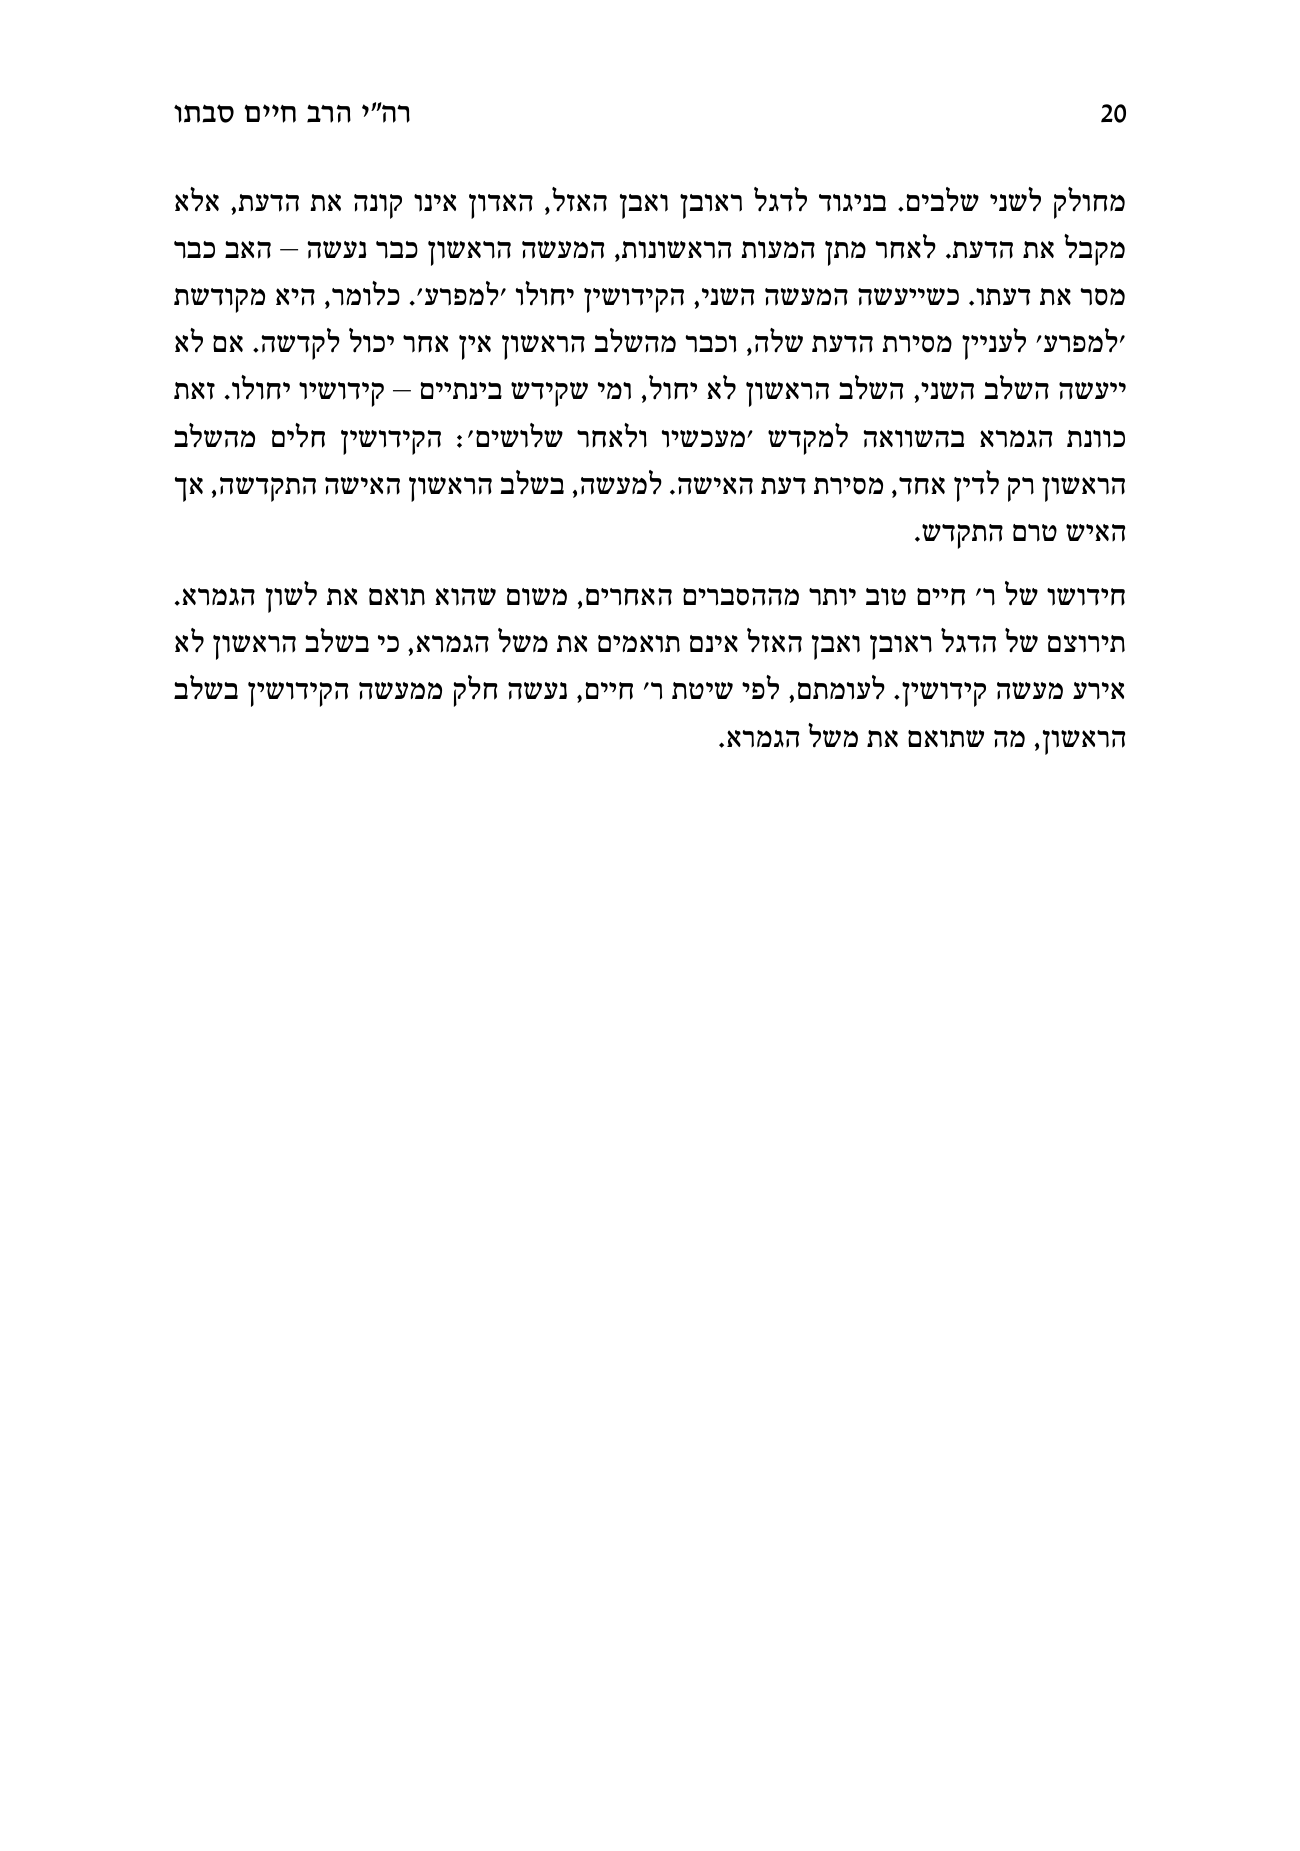 20 רה״י הרב חיים סבתו
מחולק לשני שלבים. בניגוד לדגל ראובן ואבן האזל, האדון אינו קונה את הדעת, אלא
מקבל את הדעת. לאחר מתן המעות הראשונות, המעשה הראשון כבר נעשה – האב כבר
מסר את דעתו. כשייעשה המעשה השני, הקידושין יחולו ׳למפרע׳. כלומר, היא מקודשת
׳למפרע׳ לעניין מסירת הדעת שלה, וכבר מהשלב הראשון אין אחר יכול לקדשה. אם לא
ייעשה השלב השני, השלב הראשון לא יחול, ומי שקידש בינתיים – קידושיו יחולו. זאת
כוונת הגמרא בהשוואה למקדש ׳מעכשיו ולאחר שלושים׳: הקידושין חלים מהשלב
הראשון רק לדין אחד, מסירת דעת האישה. למעשה, בשלב הראשון האישה התקדשה, אך
האיש טרם התקדש.
חידושו של ר׳ חיים טוב יותר מההסברים האחרים, משום שהוא תואם את לשון הגמרא.
תירוצם של הדגל ראובן ואבן האזל אינם תואמים את משל הגמרא, כי בשלב הראשון לא
אירע מעשה קידושין. לעומתם, לפי שיטת ר׳ חיים, נעשה חלק ממעשה הקידושין בשלב
הראשון, מה שתואם את משל הגמרא.